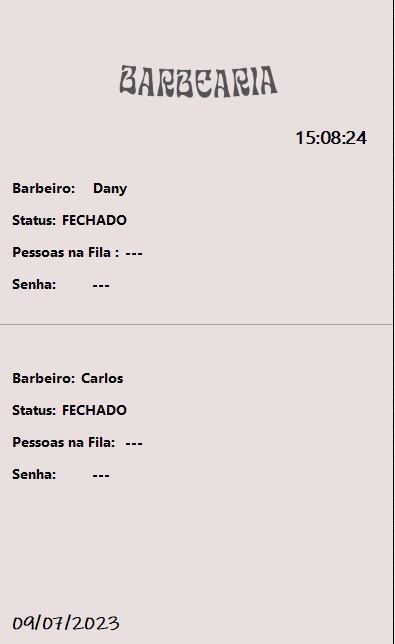 BARBEARIA
15:08:24
Barbeiro: Dany
Status: FECHADO
Pessoas na Fila : ---
Senha: ---
Barbeiro: Carlos
Status: FECHADO
Pessoas na Fila: ---
Senha: ---
09/07/2023